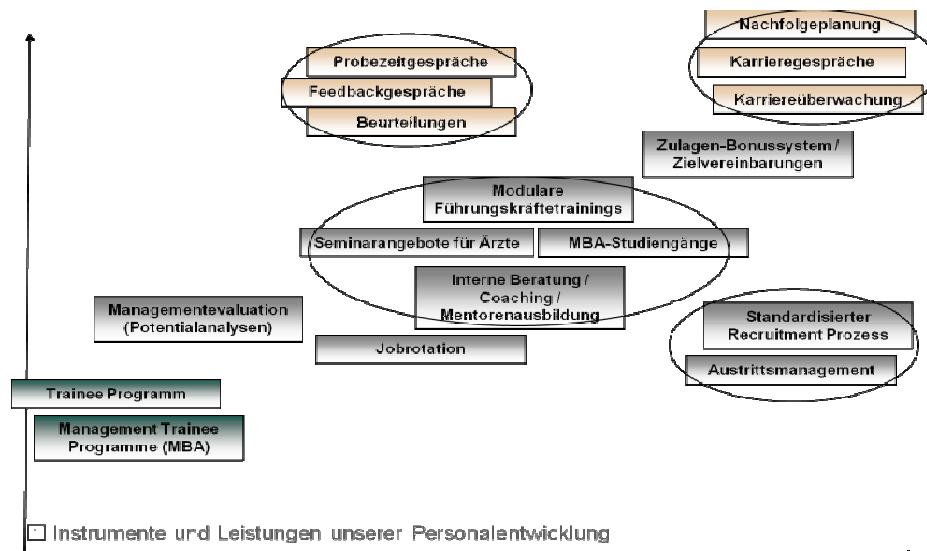 Nachfolgeplanung
Probezeitgespräche
Karrieregespräche
Feedbackgespräche
Karriereüberwachung
Beurteilungen
Zulagen-Bonussystem /
Zielvereinbarungen
Modulare
Führungskräftetrainings
Seminarangebote für Ärzte
MBA-Studiengänge
Interne Beratung /
Coaching /
Mentorenausbildung
Managementevaluation
(Potentialanalysen)
Standardisierter
Recruitment Prozess
Jobrotation
Austrittsmanagement
Trainee Programm
Management Trainee
Programme (MBA)
Instrumente und Leistungen unserer Personalentwicklung